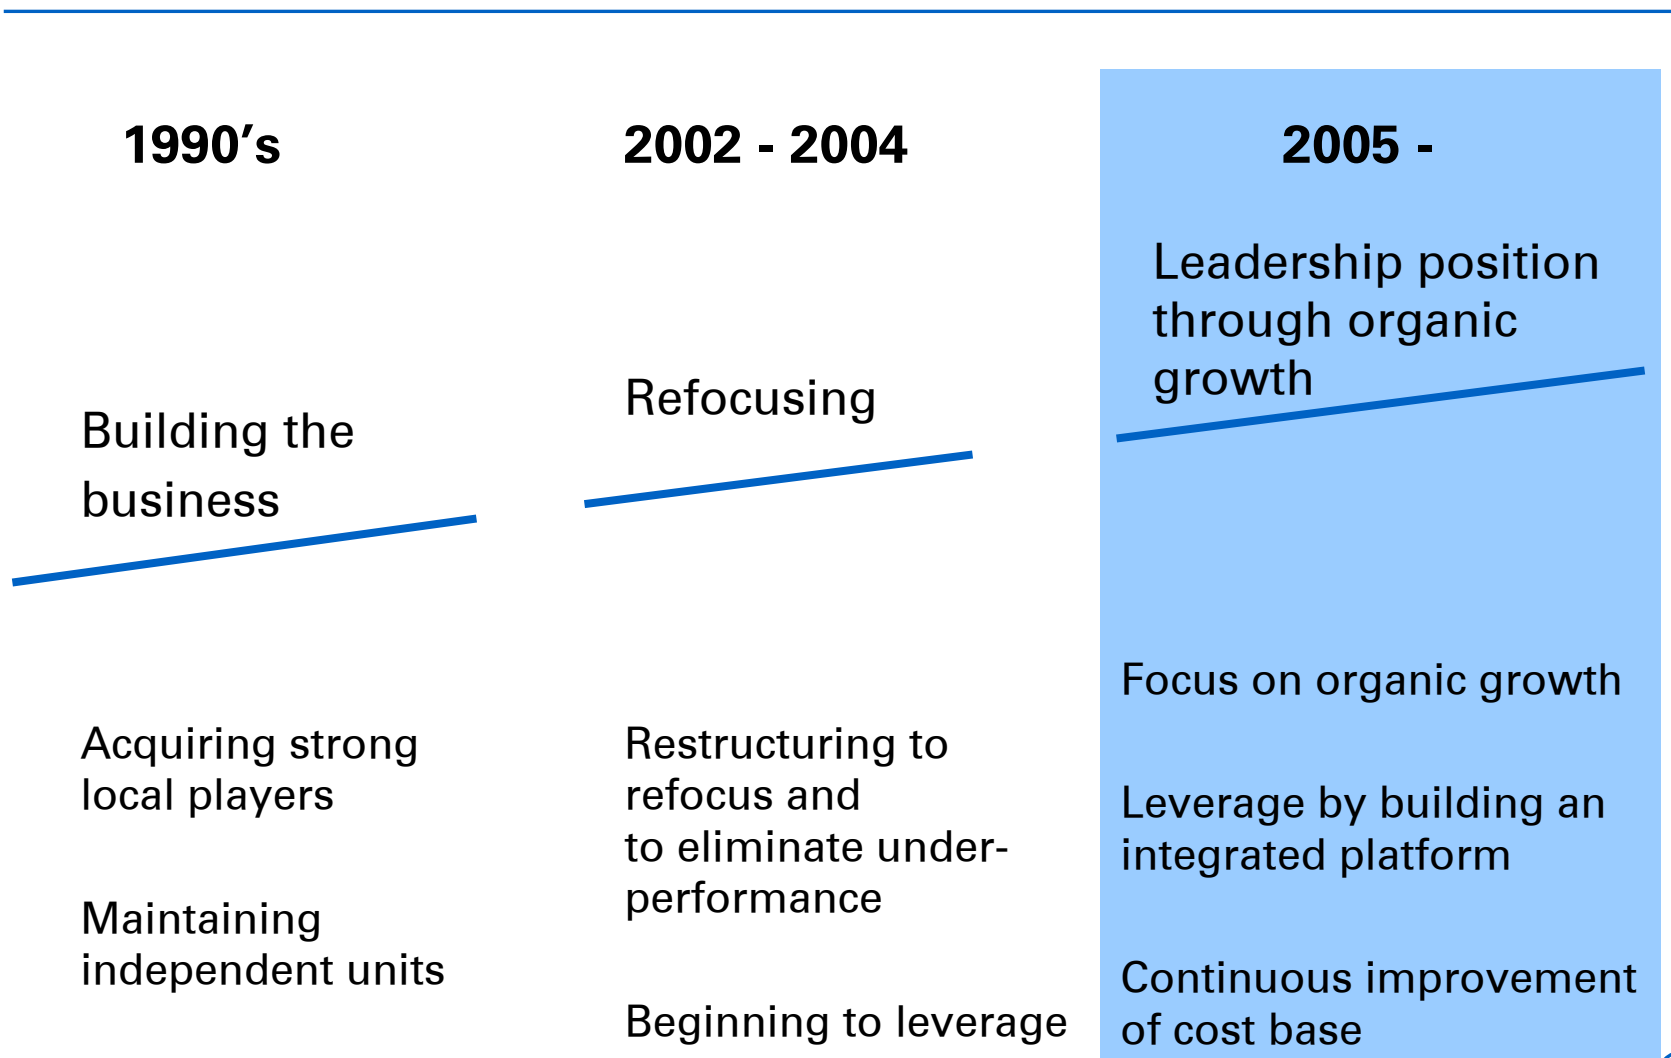 1990's
Building the
business
Acquiring strong
local players
Maintaining
independent units
2002 - 2004
Refocusing
Restructuring to
refocus and
to eliminate under-
performance
Beginning to leverage
2005 -
Leadership position
through organic
growth
Focus on organic growth
Leverage by building an
integrated platform
Continuous improvement
of cost base